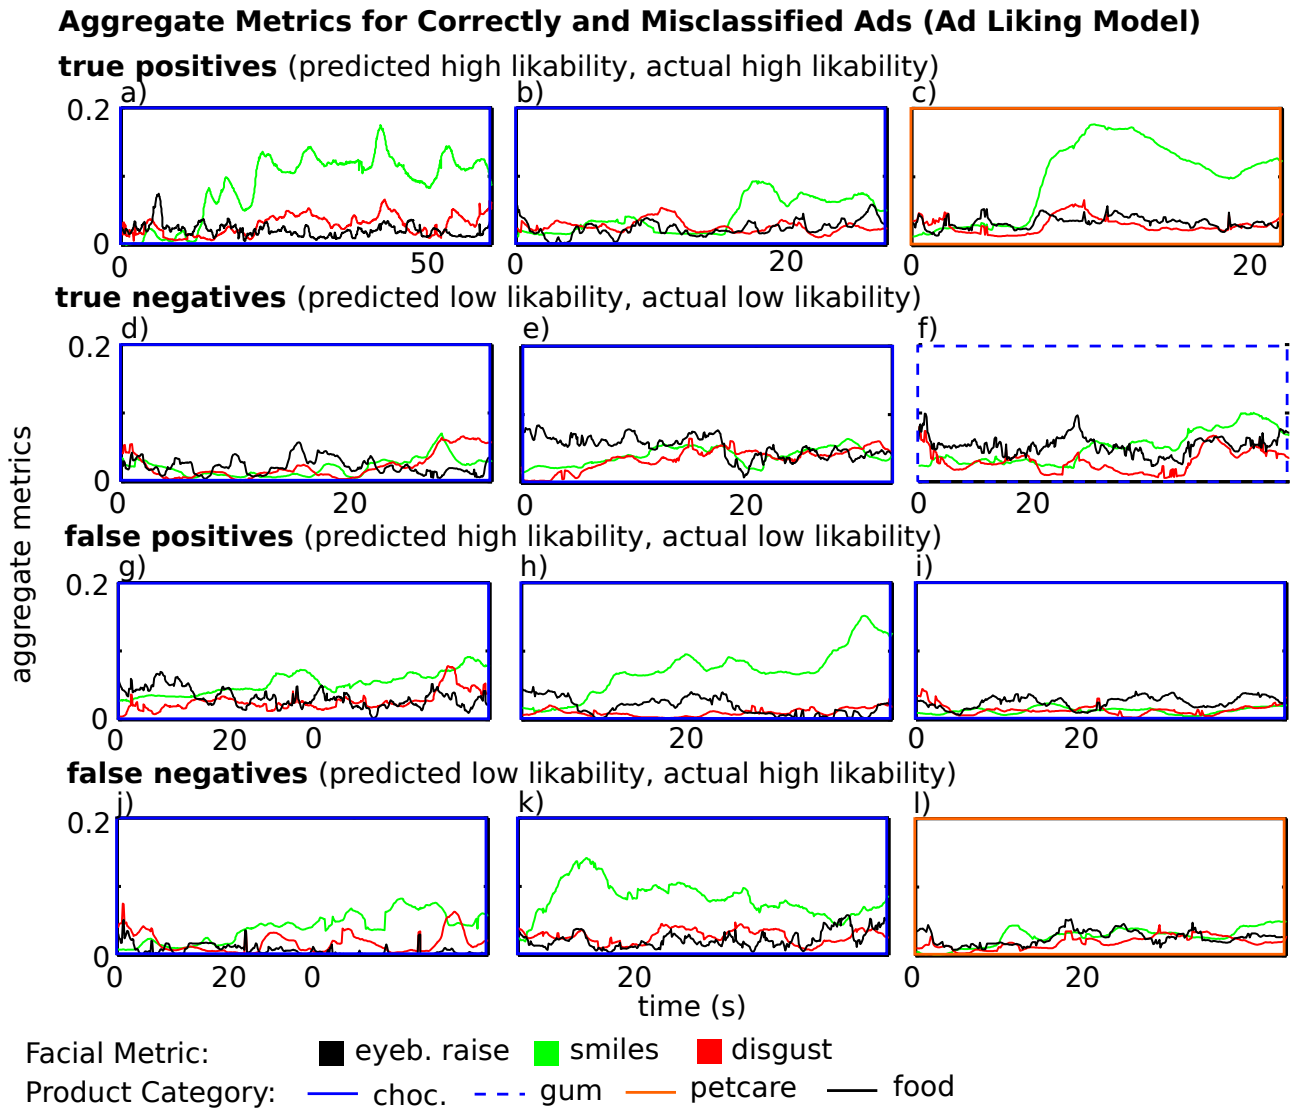 Aggregate Metrics for Correctly and Misclassified Ads (Ad Liking Model)
true positives (predicted high likability, actual high likability)
a) b) c)
0.2
0
0 50 0 20 0 20
true negatives (predicted low likability, actual low likability)
d) e) f)
0.2
0
0 20 0 20 0 20
aggregate metrics
false positives (predicted high likability, actual low likability)
g) h) i)
0.2
0
0 20 0 20 0 20
false negatives (predicted low likability, actual high likability)
j) k) l)
0.2
0
0 20 0 20 0 20
time (s)
Facial Metric: eyeb. raise smiles disgust
Product Category: choc. gum petcare food